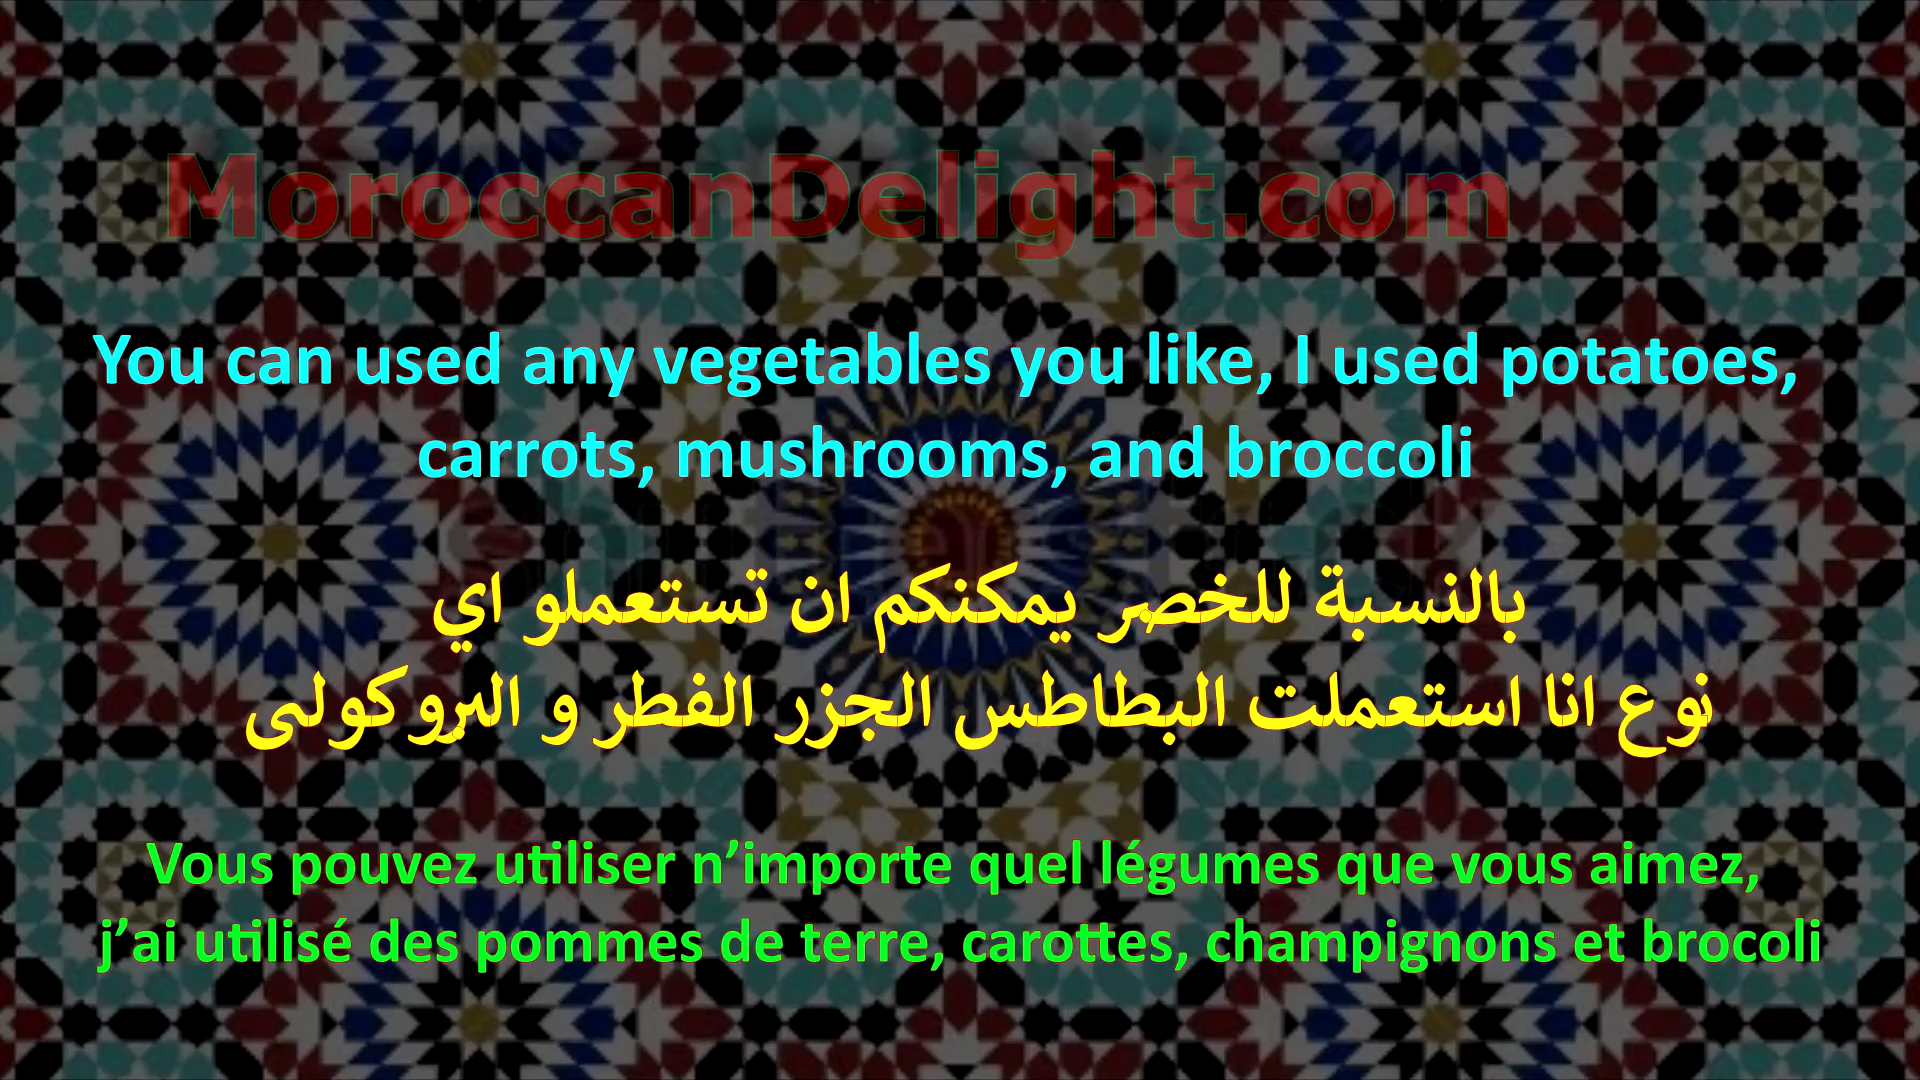 MoroccanDelight.com
You can used any vegetables you like, I used potatoes,
carrots, mushrooms, and broccoli
بالنسبة للخصر يمكنكم ان تستعملو اي
نوع انا استعملت البطاطس الجزر الفطر و البروكولى
Vous pouvez utiliser n’importe quel légumes que vous aimez,
j’ai utilisé des pommes de terre, carottes, champignons et brocoli